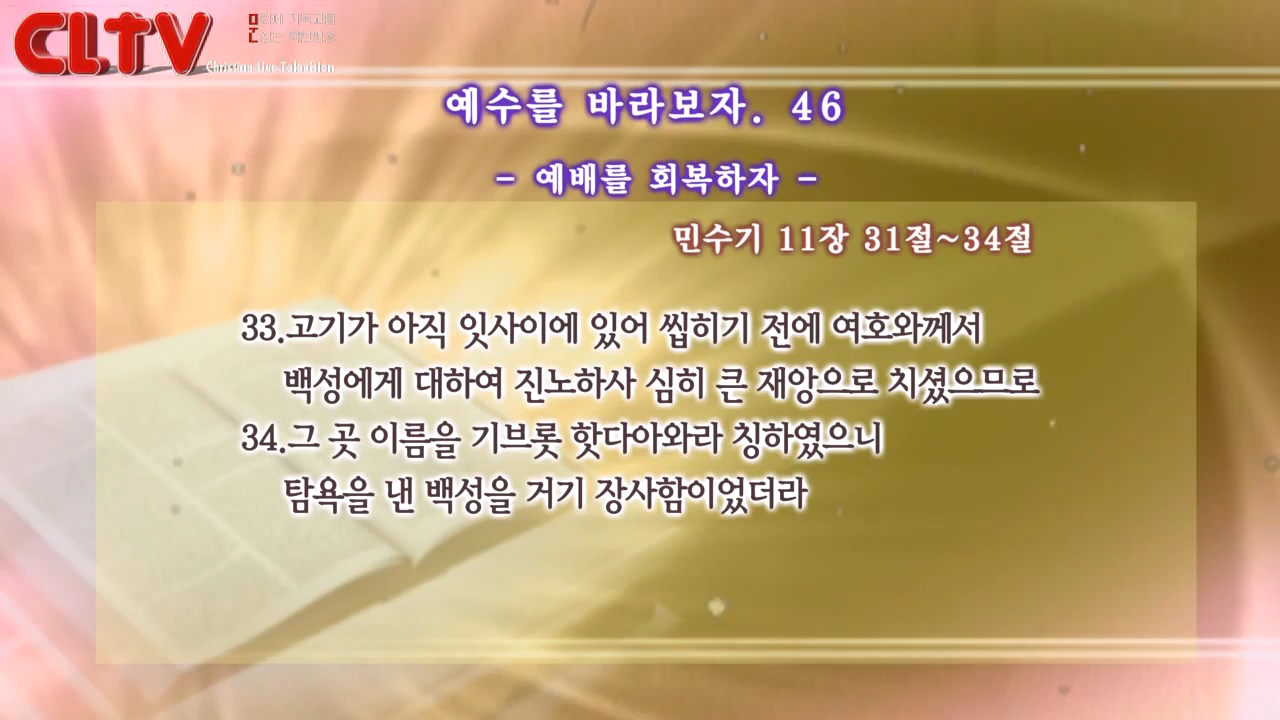 CLTV
Christian Live Television
예수를 바라보자. 46
- 예배를 회복하자 -
민수기 11장 31절~34절
33.고기가 아직 잇사이에 있어 씹히기 전에 여호와께서
백성에게 대하여 진노하사 심히 큰 재앙으로 치셨으므로
34.그 곳 이름을 기브롯 핫다아와라 칭하였으니
탐욕을 낸 백성을 거기 장사함이었더라